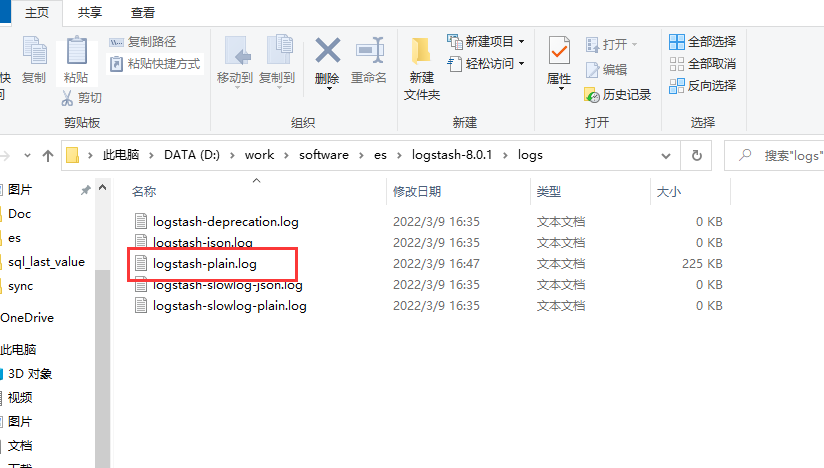 主页 共享 查看
复制路径
粘贴快捷方式
剪切
复制
粘贴
移动到
复制到
删除
重命名
新建
文件夹
新建项目
轻松访问
属性
打开
编辑
历史记录
全部选择
全部取消
反向选择
剪贴板 组织 新建 打开 选择
此电脑 DATA (D:) work software es logstash-8.0.1 logs
搜索"logs"
图片
Doc
es
sql_last_value
sync
OneDrive
此电脑
3D 对象
视频
图片
文档
名称 修改日期 类型 大小
logstash-deprecation.log 2022/3/9 16:35 文本文档 0 KB
logstash-json.log 2022/3/9 16:35 文本文档 0 KB
logstash-plain.log 2022/3/9 16:47 文本文档 225 KB
logstash-slowlog-json.log 2022/3/9 16:35 文本文档 0 KB
logstash-slowlog-plain.log 2022/3/9 16:35 文本文档 0 KB